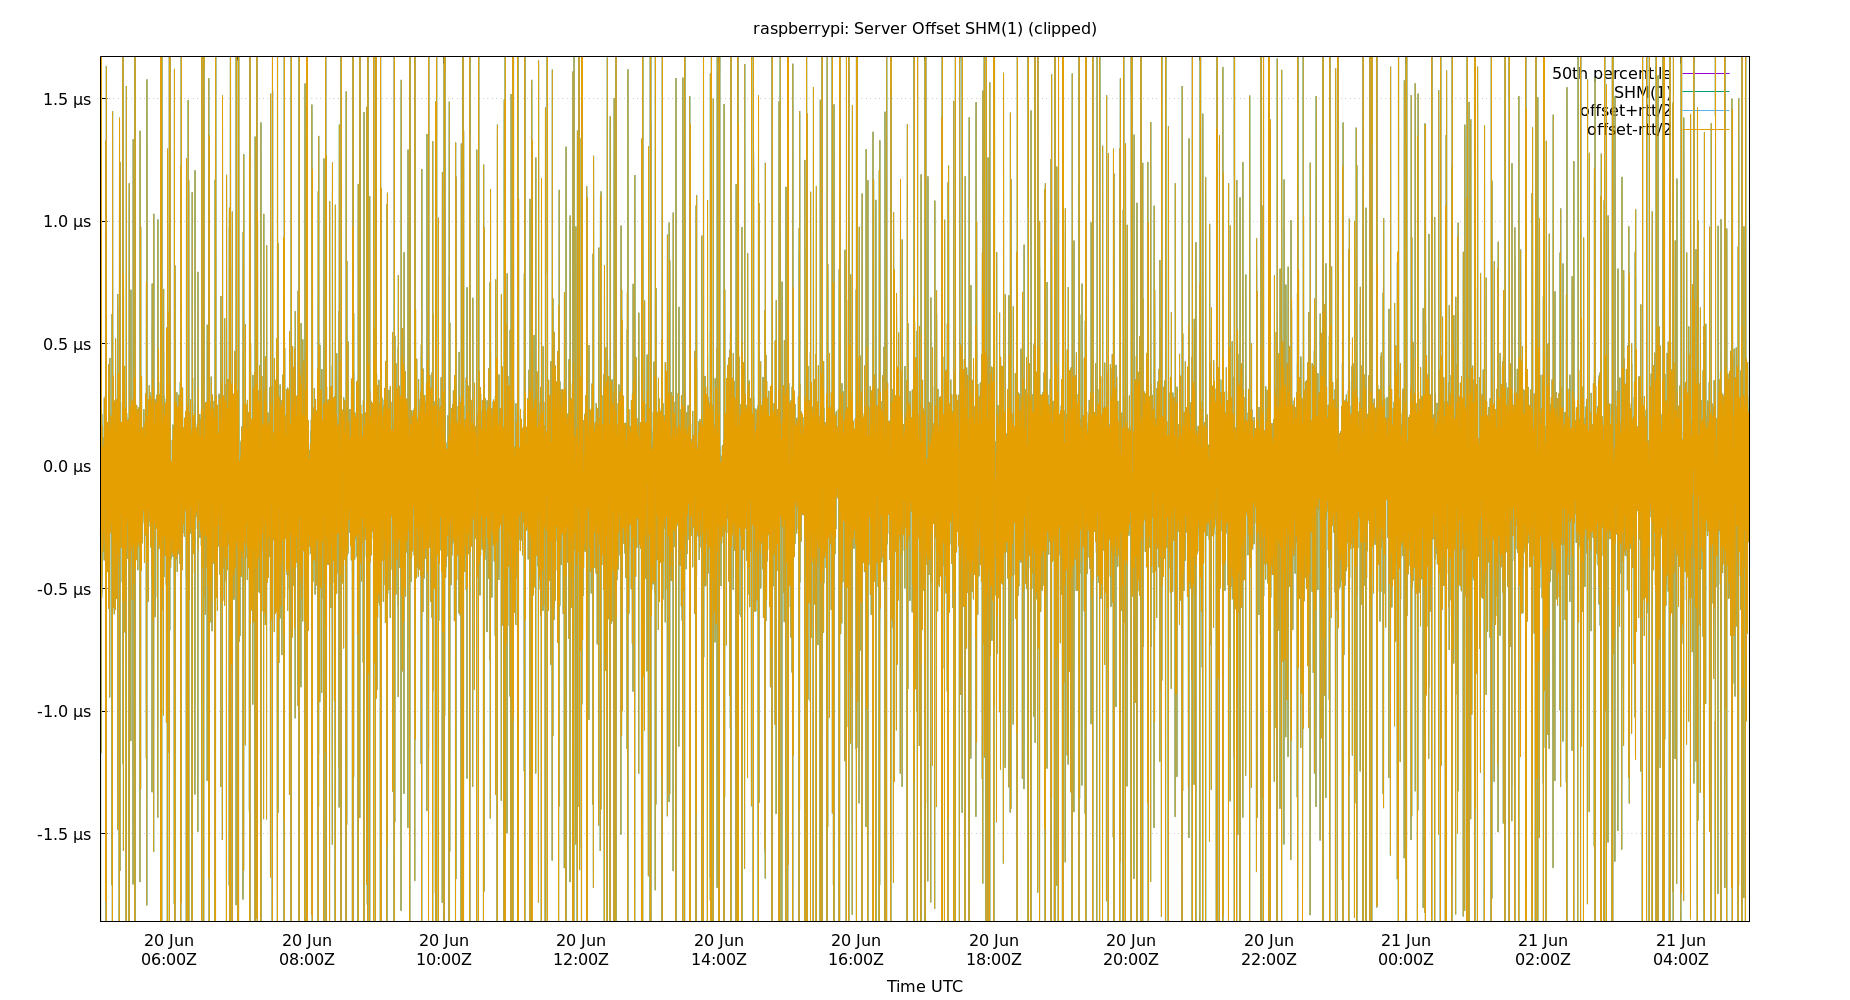 raspberrypi: Server Offset SHM(1) (clipped)
50th percentile
SHM(1)
offset+rtt/2
offset-rtt/2
1.5 µs
1.0 µs
0.5 µs
0.0 µs
-0.5 µs
-1.0 µs
-1.5 µs
20 Jun 20 Jun 20 Jun 20 Jun 20 Jun 20 Jun 20 Jun 20 Jun 20 Jun 21 Jun 21 Jun 21 Jun
06:00Z 08:00Z 10:00Z 12:00Z 14:00Z 16:00Z 18:00Z 20:00Z 22:00Z 00:00Z 02:00Z 04:00Z
Time UTC